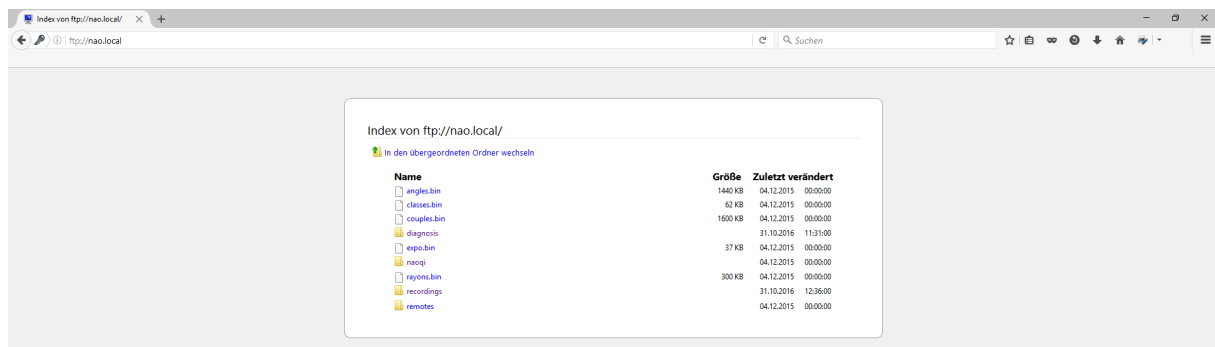 Index von ftp://nao.local/
ftp://nao.local
Suchen
Index von ftp://nao.local/
In den übergeordneten Ordner wechseln
Name Größe Zuletzt verändert
angles.bin 1440 KB 04.12.2015 00:00:00
classes.bin 62 KB 04.12.2015 00:00:00
couples.bin 1600 KB 04.12.2015 00:00:00
diagnosis 31.10.2016 11:31:00
expo.bin 37 KB 04.12.2015 00:00:00
naoqi 04.12.2015 00:00:00
rayons.bin 300 KB 04.12.2015 00:00:00
recordings 31.10.2016 12:36:00
remotes 04.12.2015 00:00:00